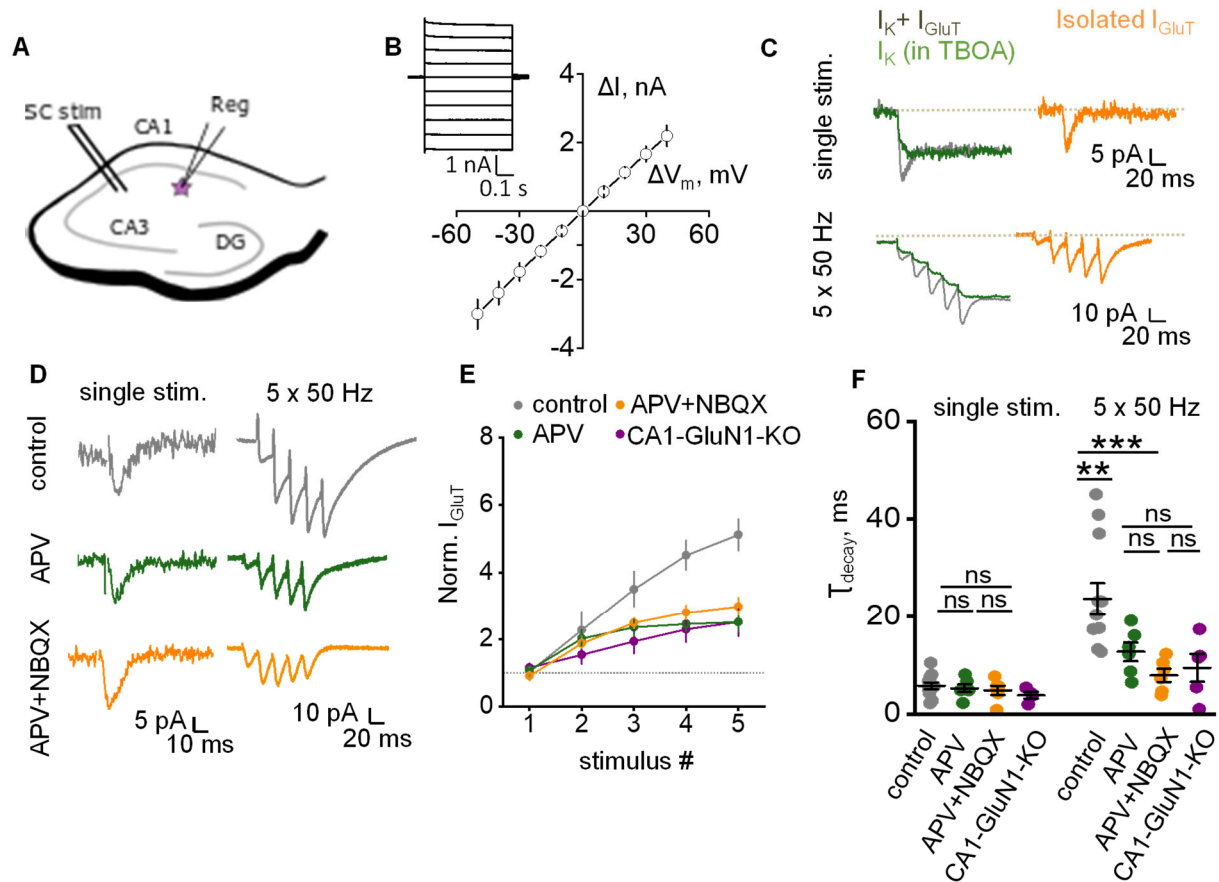 A
SC stim
CA1
Reg
CA3
DG
B
4
ΔI, nA
2
1 nA
0.1 s
ΔVm, mV
-60 -30 0 30 60
-2
-4
C
IK + IGluT
IK (in TBOA)
Isolated IGluT
single stim.
5 pA
20 ms
5 x 50 Hz
10 pA
20 ms
D
single stim.
5 x 50 Hz
control
APV
APV+NBQX
5 pA
10 ms
10 pA
20 ms
E
control
APV+NBQX
APV
CA1-GluN1-KO
Norm. IGluT
8
6
4
2
0
1 2 3 4 5
stimulus #
F
single stim.
5 x 50 Hz
τdecay, ms
60
40
20
0
***
**
ns
ns ns
ns
ns ns
control
APV
APV+NBQX
CA1-GluN1-KO
control
APV
APV+NBQX
CA1-GluN1-KO